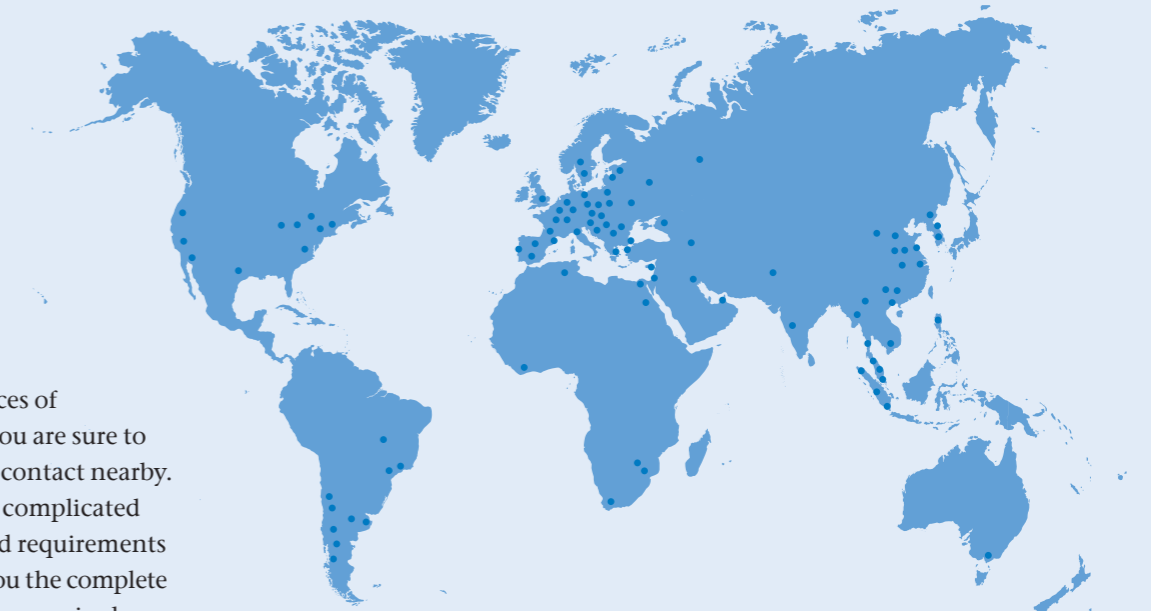 ces of
ou are sure to
contact nearby.
complicated
d requirements
ou the complete